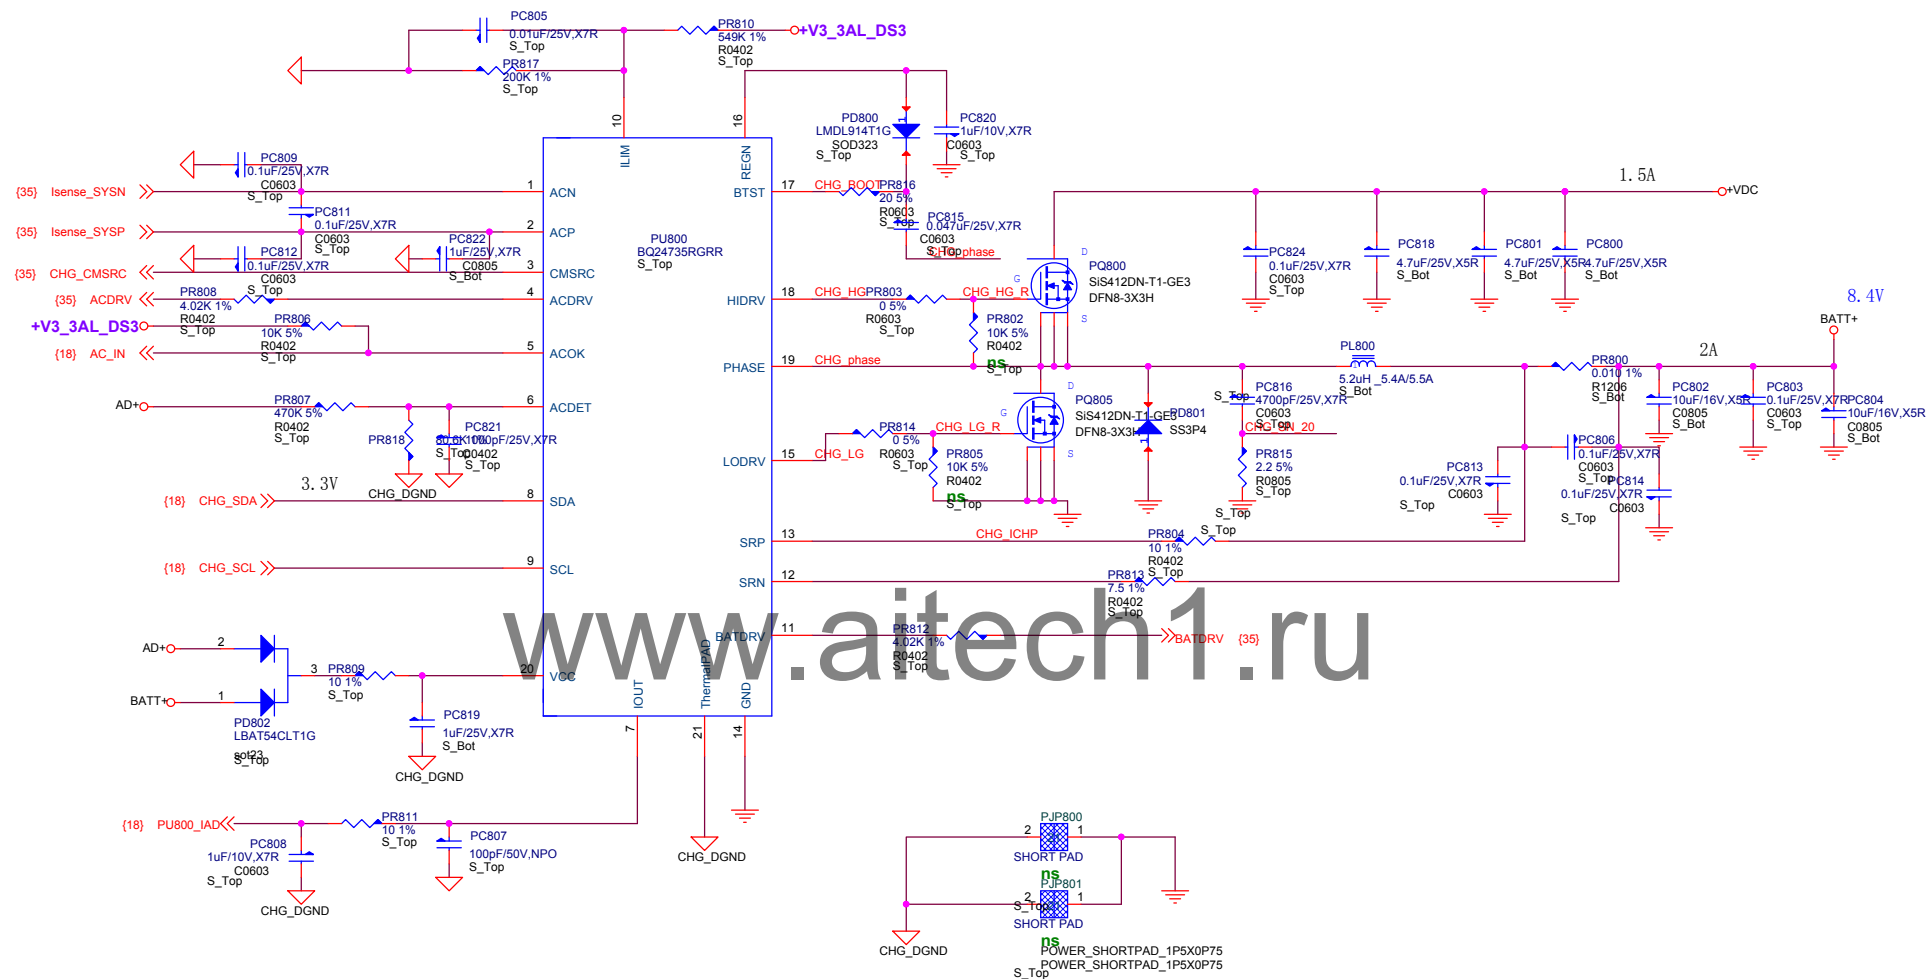 PC805
0.01uF/25V,X7R
S_Top
PR810
549K 1%
R0402
S_Top
+V3_3AL_DS3
PR817
200K 1%
S_Top
10
16
ILIM
REGN
PD800
LMDL914T1G
SOD323
S_Top
1
PC820
1uF/10V,X7R
C0603
S_Top
PC809
0.1uF/25V,X7R
C0603
S_Top
{35} Isense_SYSN
1
ACN
PC811
0.1uF/25V,X7R
C0603
S_Top
{35} Isense_SYSP
2
ACP
PC812
0.1uF/25V,X7R
C0603
S_Top
PC822
1uF/25V,X7R
C0805
S_Bot
{35} CHG_CMSRC
3
CMSRC
{35} ACDRV
PR808
4.02K 1%
R0402
S_Top
4
ACDRV
+V3_3AL_DS3
PR806
10K 5%
R0402
S_Top
{18} AC_IN
5
ACOK
AD+
PR807
470K 5%
R0402
S_Top
6
ACDET
PR818
80.6K 1%
PC821
100pF/25V,X7R
C0402
S_Top
CHG_DGND
3.3V
{18} CHG_SDA
8
SDA
{18} CHG_SCL
9
SCL
PU800
BQ24735RGRR
S_Top
BTST
17
CHG_BOOT
PR816
20 5%
R0603
S_Top
PC815
0.047uF/25V,X7R
C0603
S_Top
CHG_phase
HIDRV
18
CHG_HG
PR803
0 5%
R0603
S_Top
CHG_HG_R
PR802
10K 5%
R0402
ns
S_Top
D
G
S
PQ800
SiS412DN-T1-GE3
DFN8-3X3H
1.5A
+VDC
PC824
0.1uF/25V,X7R
C0603
S_Top
PC818
4.7uF/25V,X5R
S_Bot
PC801
4.7uF/25V,X5R
S_Bot
PC800
4.7uF/25V,X5R
S_Bot
8.4V
BATT+
PHASE
19
CHG_phase
PL800
1
5.2uH _5.4A/5.5A
S_Bot
2A
PR800
0.010 1%
R1206
S_Bot
PC802
10uF/16V,X5R
C0805
S_Bot
PC803
0.1uF/25V,X7R
C0603
S_Top
PC804
10uF/16V,X5R
C0805
S_Bot
D
G
S
PQ805
SiS412DN-T1-GE3
DFN8-3X3H
PD801
SS3P4
S_Top
PC816
4700pF/25V,X7R
C0603
S_Top
CHG_SN_20
PR815
2.2 5%
R0805
S_Top
S_Top
LODRV
15
CHG_LG
PR814
0 5%
R0603
S_Top
CHG_LG_R
PR805
10K 5%
R0402
ns
S_Top
PC806
0.1uF/25V,X7R
C0603
S_Top
PC813
0.1uF/25V,X7R
C0603
S_Top
PC814
0.1uF/25V,X7R
C0603
S_Top
SRP
13
CHG_ICHP
PR804
10 1%
R0402
S_Top
S_Top
SRN
12
PR813
7.5 1%
R0402
S_Top
BATDRV
11
PR812
4.02K 1%
R0402
S_Top
BATDRV {35}
www.aitech1.ru
AD+
2
BATT+
1
3
PD802
LBAT54CLT1G
sot23
S_Top
PR809
10 1%
S_Top
20
VCC
PC819
1uF/25V,X7R
S_Bot
CHG_DGND
IOUT
ThermalPAD
GND
7
21
14
{18} PU800_IAD
PR811
10 1%
S_Top
PC808
1uF/10V,X7R
C0603
S_Top
CHG_DGND
PC807
100pF/50V,NPO
S_Top
CHG_DGND
PJP800
2
1
SHORT PAD
ns
PJP801
2
1
S_Top
SHORT PAD
ns
CHG_DGND
POWER_SHORTPAD_1P5X0P75
POWER_SHORTPAD_1P5X0P75
S_Top